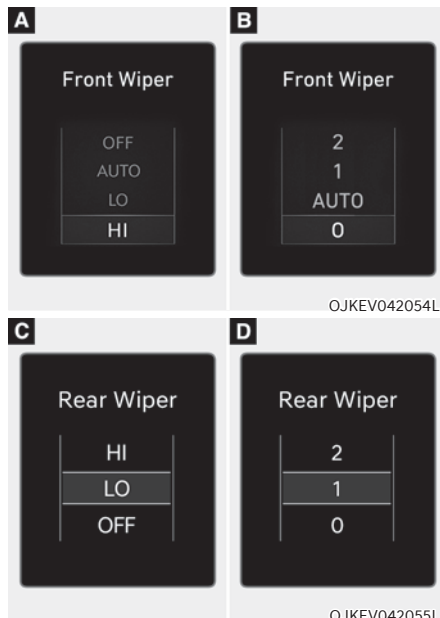 A
Front Wiper
OFF
AUTO
LO
HI
B
Front Wiper
2
1
AUTO
0
OJKEV042054L
C
Rear Wiper
HI
LO
OFF
D
Rear Wiper
2
1
0
OJKEV042055L